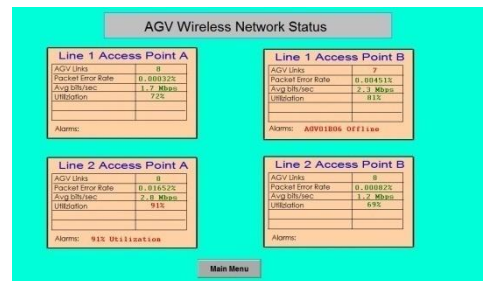 AGV Wireless Network Status
Line 1 Access Point A
AGV Links 8
Packet Error Rate 0.00032%
Avg bits/sec 1.7 Mbps
Utilization 72%
Alarms:
Line 1 Access Point B
AGV Links 7
Packet Error Rate 0.00451%
Avg bits/sec 2.3 Mbps
Utilization 81%
Alarms: AGV01B06 Offline
Line 2 Access Point A
AGV Links 8
Packet Error Rate 0.01652%
Avg bits/sec 2.8 Mbps
Utilization 91%
Alarms: 91% Utilization
Line 2 Access Point B
AGV Links 8
Packet Error Rate 0.00082%
Avg bits/sec 1.2 Mbps
Utilization 69%
Alarms:
Main Menu